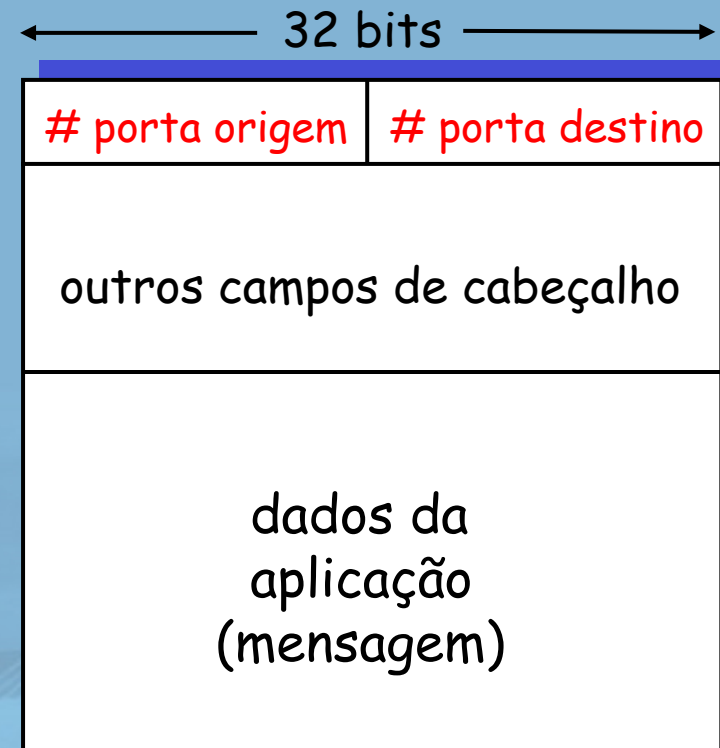 32 bits
# porta origem
# porta destino
outros campos de cabeçalho
dados da
aplicação
(mensagem)